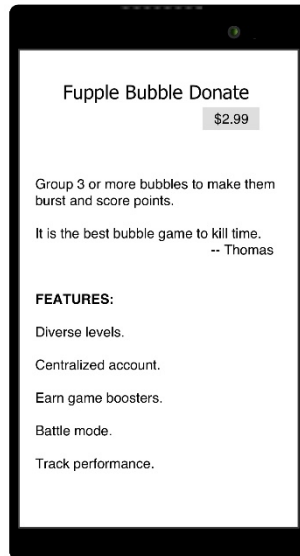 Fupple Bubble Donate
$2.99
Group 3 or more bubbles to make them
burst and score points.
It is the best bubble game to kill time.
-- Thomas
FEATURES:
Diverse levels.
Centralized account.
Earn game boosters.
Battle mode.
Track performance.